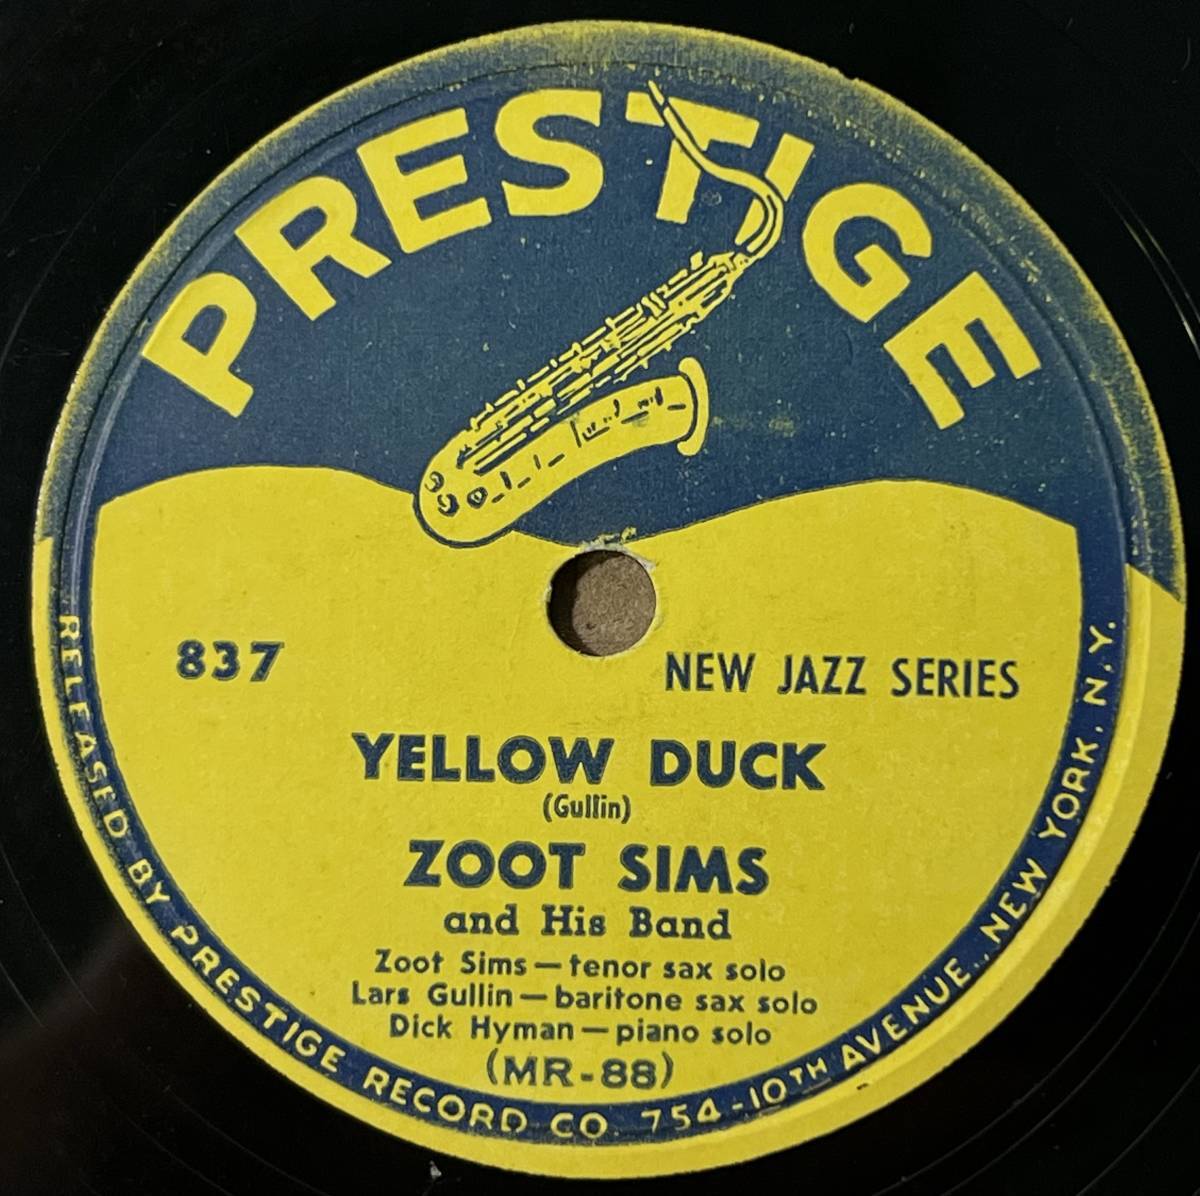 PRESTIGE
837
NEW JAZZ SERIES
YELLOW DUCK
(Gullin)
ZOOT SIMS
and His Band
Zoot Sims—tenor sax solo
Lars Gullin—baritone sax solo
Dick Hyman—piano solo
(MR-88)
RELEASED BY PRESTIGE RECORD CO. 754-10TH AVENUE., NEW YORK, N.Y.